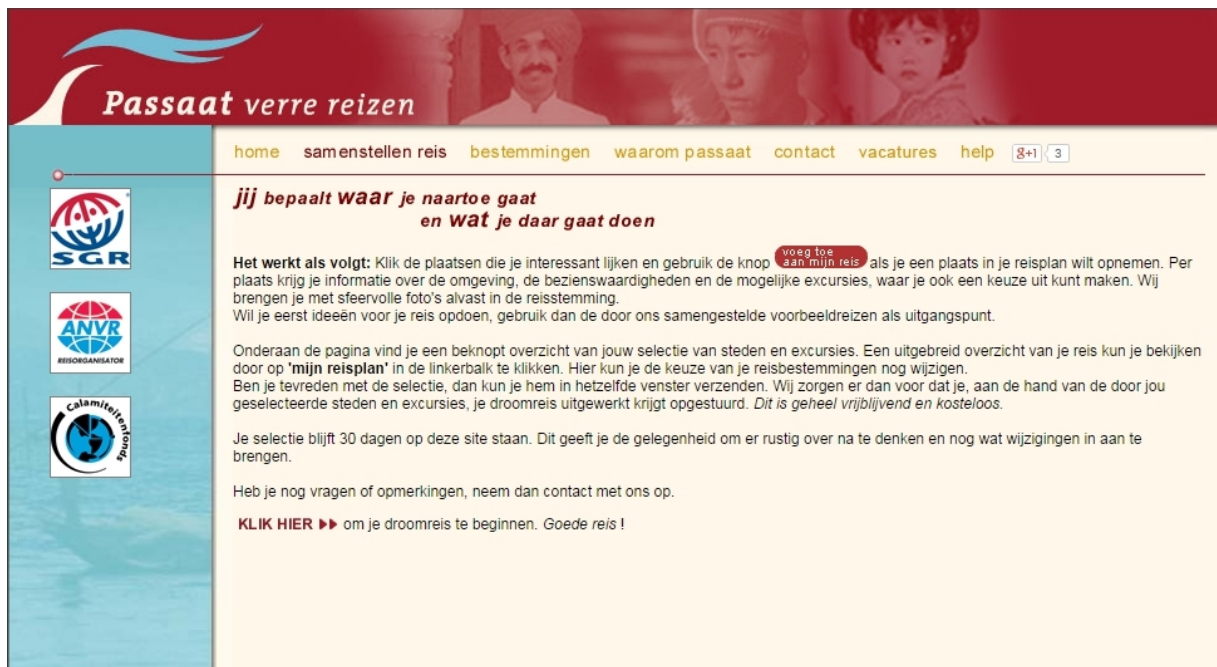 Passaat verre reizen
home samenstellen reis bestemmingen waarom passaat contact vacatures help g+1 3
SGR
ANVR
REISORGANISATOR
Calamiteitenfonds
jij bepaalt waar je naartoe gaat
en wat je daar gaat doen
Het werkt als volgt: Klik de plaatsen die je interessant lijken en gebruik de knop voeg toe aan mijn reis als je een plaats in je reisplan wilt opnemen. Per
plaats krijg je informatie over de omgeving, de bezienswaardigheden en de mogelijke excursies, waar je ook een keuze uit kunt maken. Wij
brengen je met sfeervolle foto's alvast in de reisstemming.
Wil je eerst ideeën voor je reis opdoen, gebruik dan de door ons samengestelde voorbeeldreizen als uitgangspunt.
Onderaan de pagina vind je een beknopt overzicht van jouw selectie van steden en excursies. Een uitgebreid overzicht van je reis kun je bekijken
door op 'mijn reisplan' in de linkerbalk te klikken. Hier kun je de keuze van je reisbestemmingen nog wijzigen.
Ben je tevreden met de selectie, dan kun je hem in hetzelfde venster verzenden. Wij zorgen er dan voor dat je, aan de hand van de door jou
geselecteerde steden en excursies, je droomreis uitgewerkt krijgt opgestuurd. Dit is geheel vrijblijvend en kosteloos.
Je selectie blijft 30 dagen op deze site staan. Dit geeft je de gelegenheid om er rustig over na te denken en nog wat wijzigingen in aan te
brengen.
Heb je nog vragen of opmerkingen, neem dan contact met ons op.
KLIK HIER om je droomreis te beginnen. Goede reis !